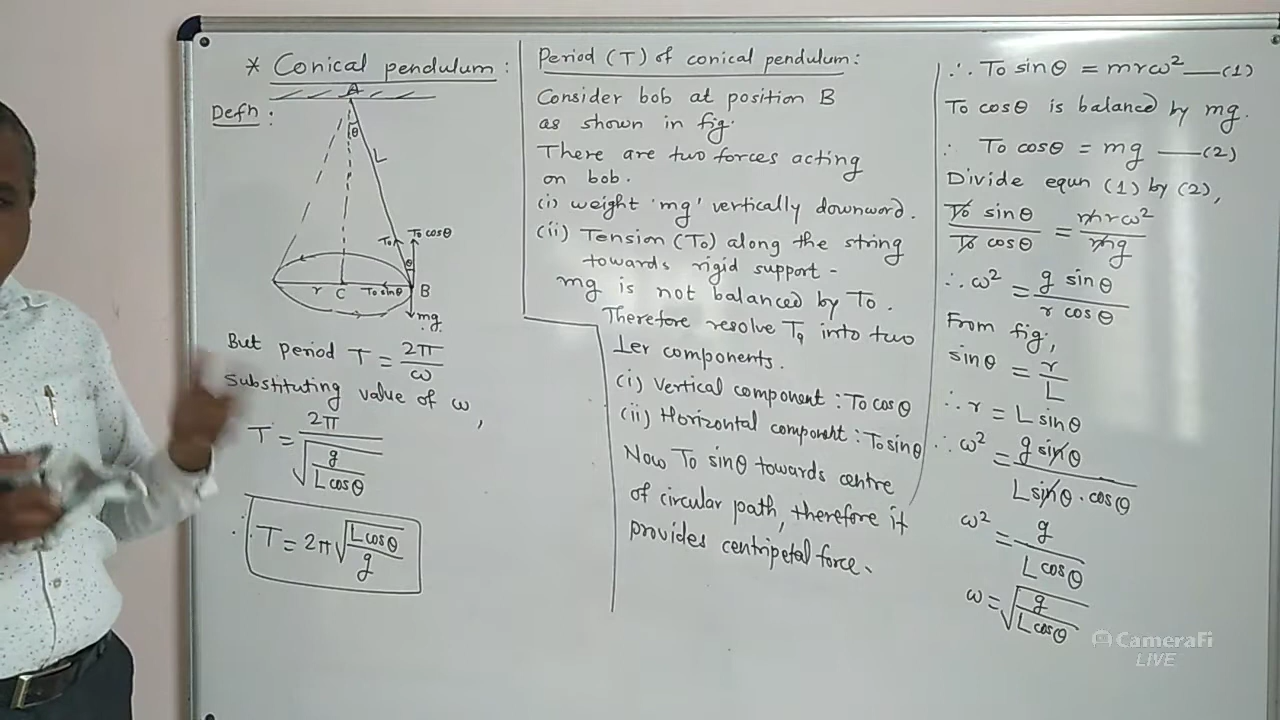 * Conical pendulum :
Defn :
A
θ
L
To
To cosθ
θ
r
C
To sinθ
B
mg
But period T = 2π/ω
Substituting value of ω,
T = 2π/√(g/L cosθ)
∴ T = 2π√(L cosθ/g)
Period (T) of conical pendulum :
Consider bob at position B
as shown in fig.
There are two forces acting
on bob.
(i) weight 'mg' vertically downward.
(ii) Tension (To) along the string
towards rigid support -
mg is not balanced by To.
Therefore resolve To into two
⊥er components.
(i) Vertical component : To cosθ
(ii) Horizontal component : To sinθ
Now To sinθ towards centre
of circular path, therefore it
provides centripetal force.
∴ To sinθ = mrω² — (1)
To cosθ is balanced by mg.
∴ To cosθ = mg — (2)
Divide equn (1) by (2),
To sinθ/To cosθ = mrω²/mg
∴ ω² = g sinθ/r cosθ
From fig,
sinθ = r/L
∴ r = L sinθ
∴ ω² = g sinθ/L sinθ · cosθ
ω² = g/L cosθ
ω = √(g/L cosθ)
CameraFi
LIVE